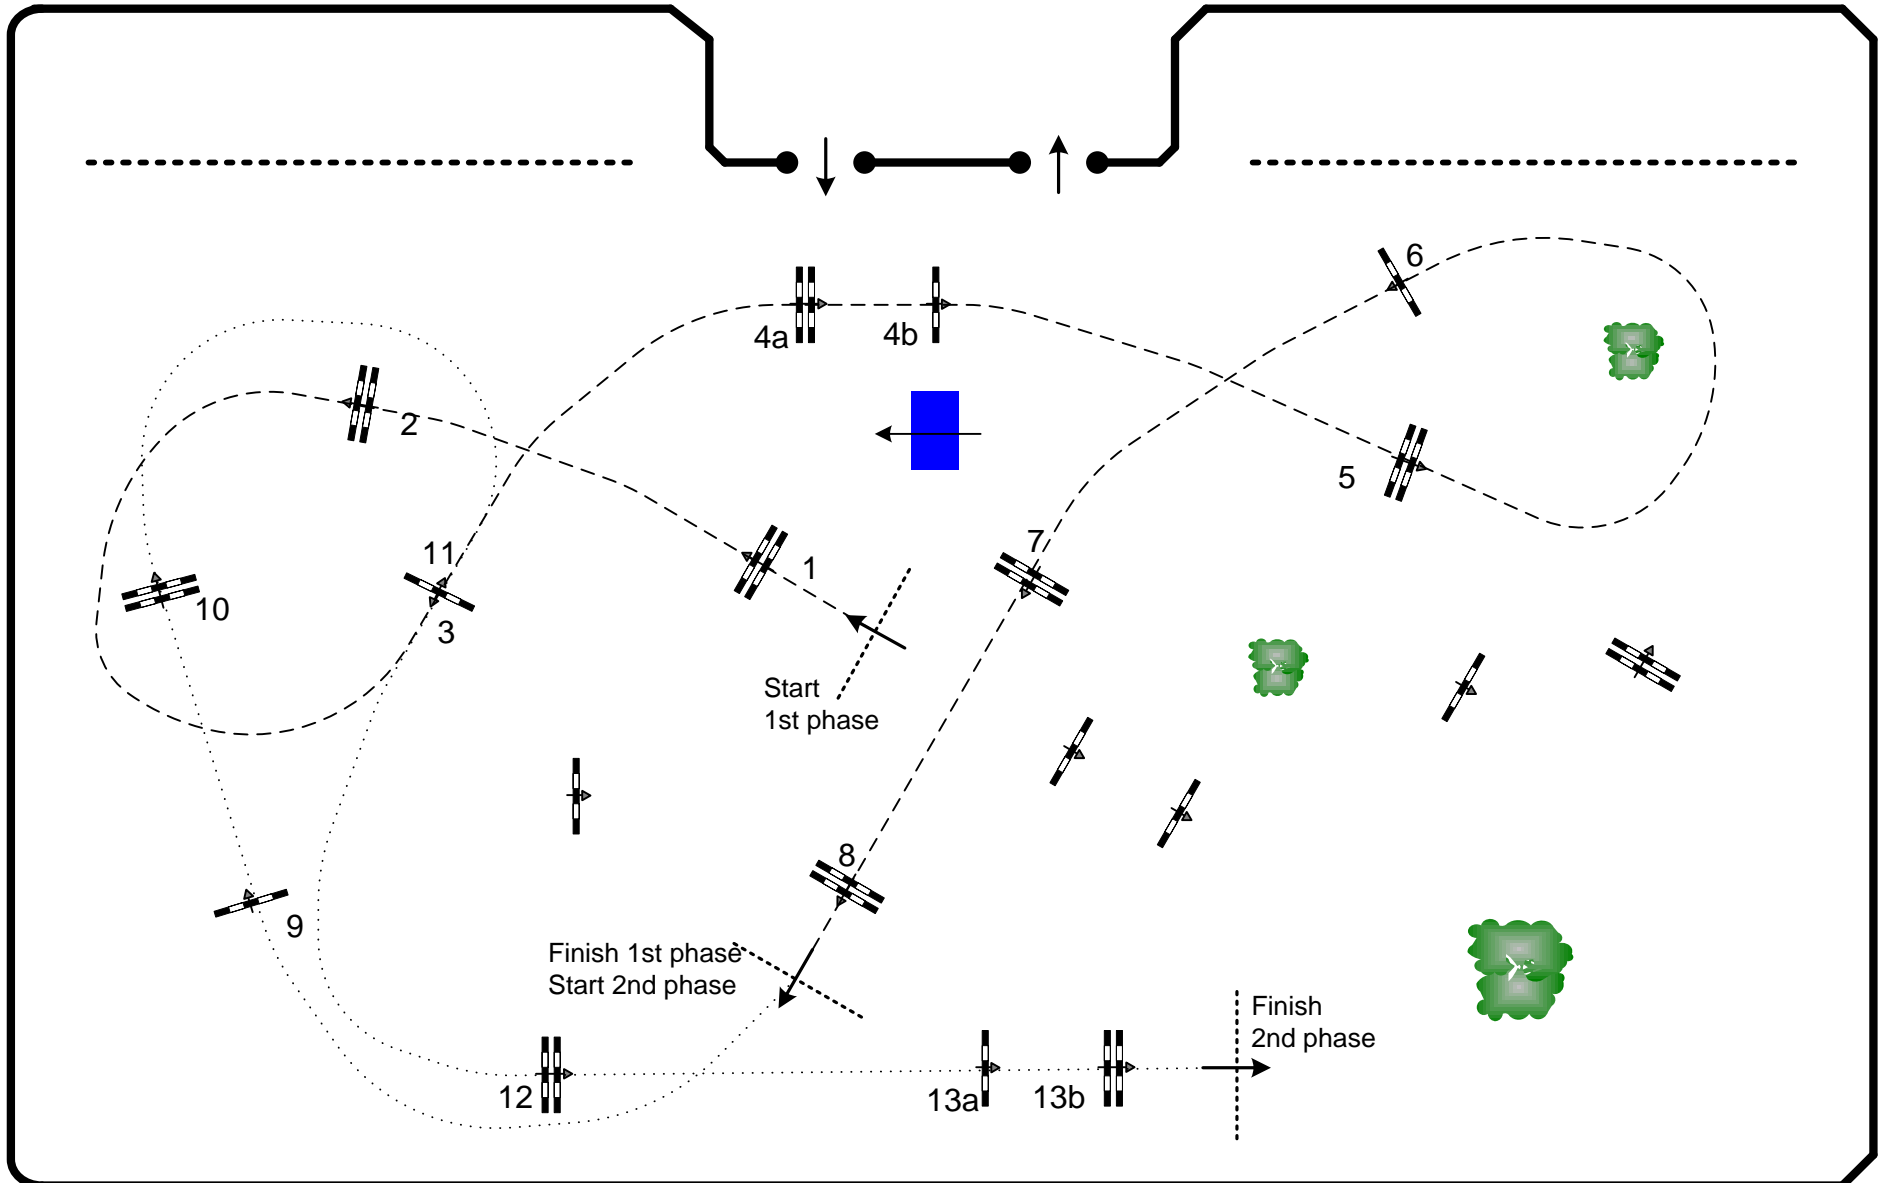 6
4a
4b
2
5
7
11
1
10
3
Start
1st phase
8
9
Finish 1st phase
Start 2nd phase
Finish
2nd phase
12
13a
13b